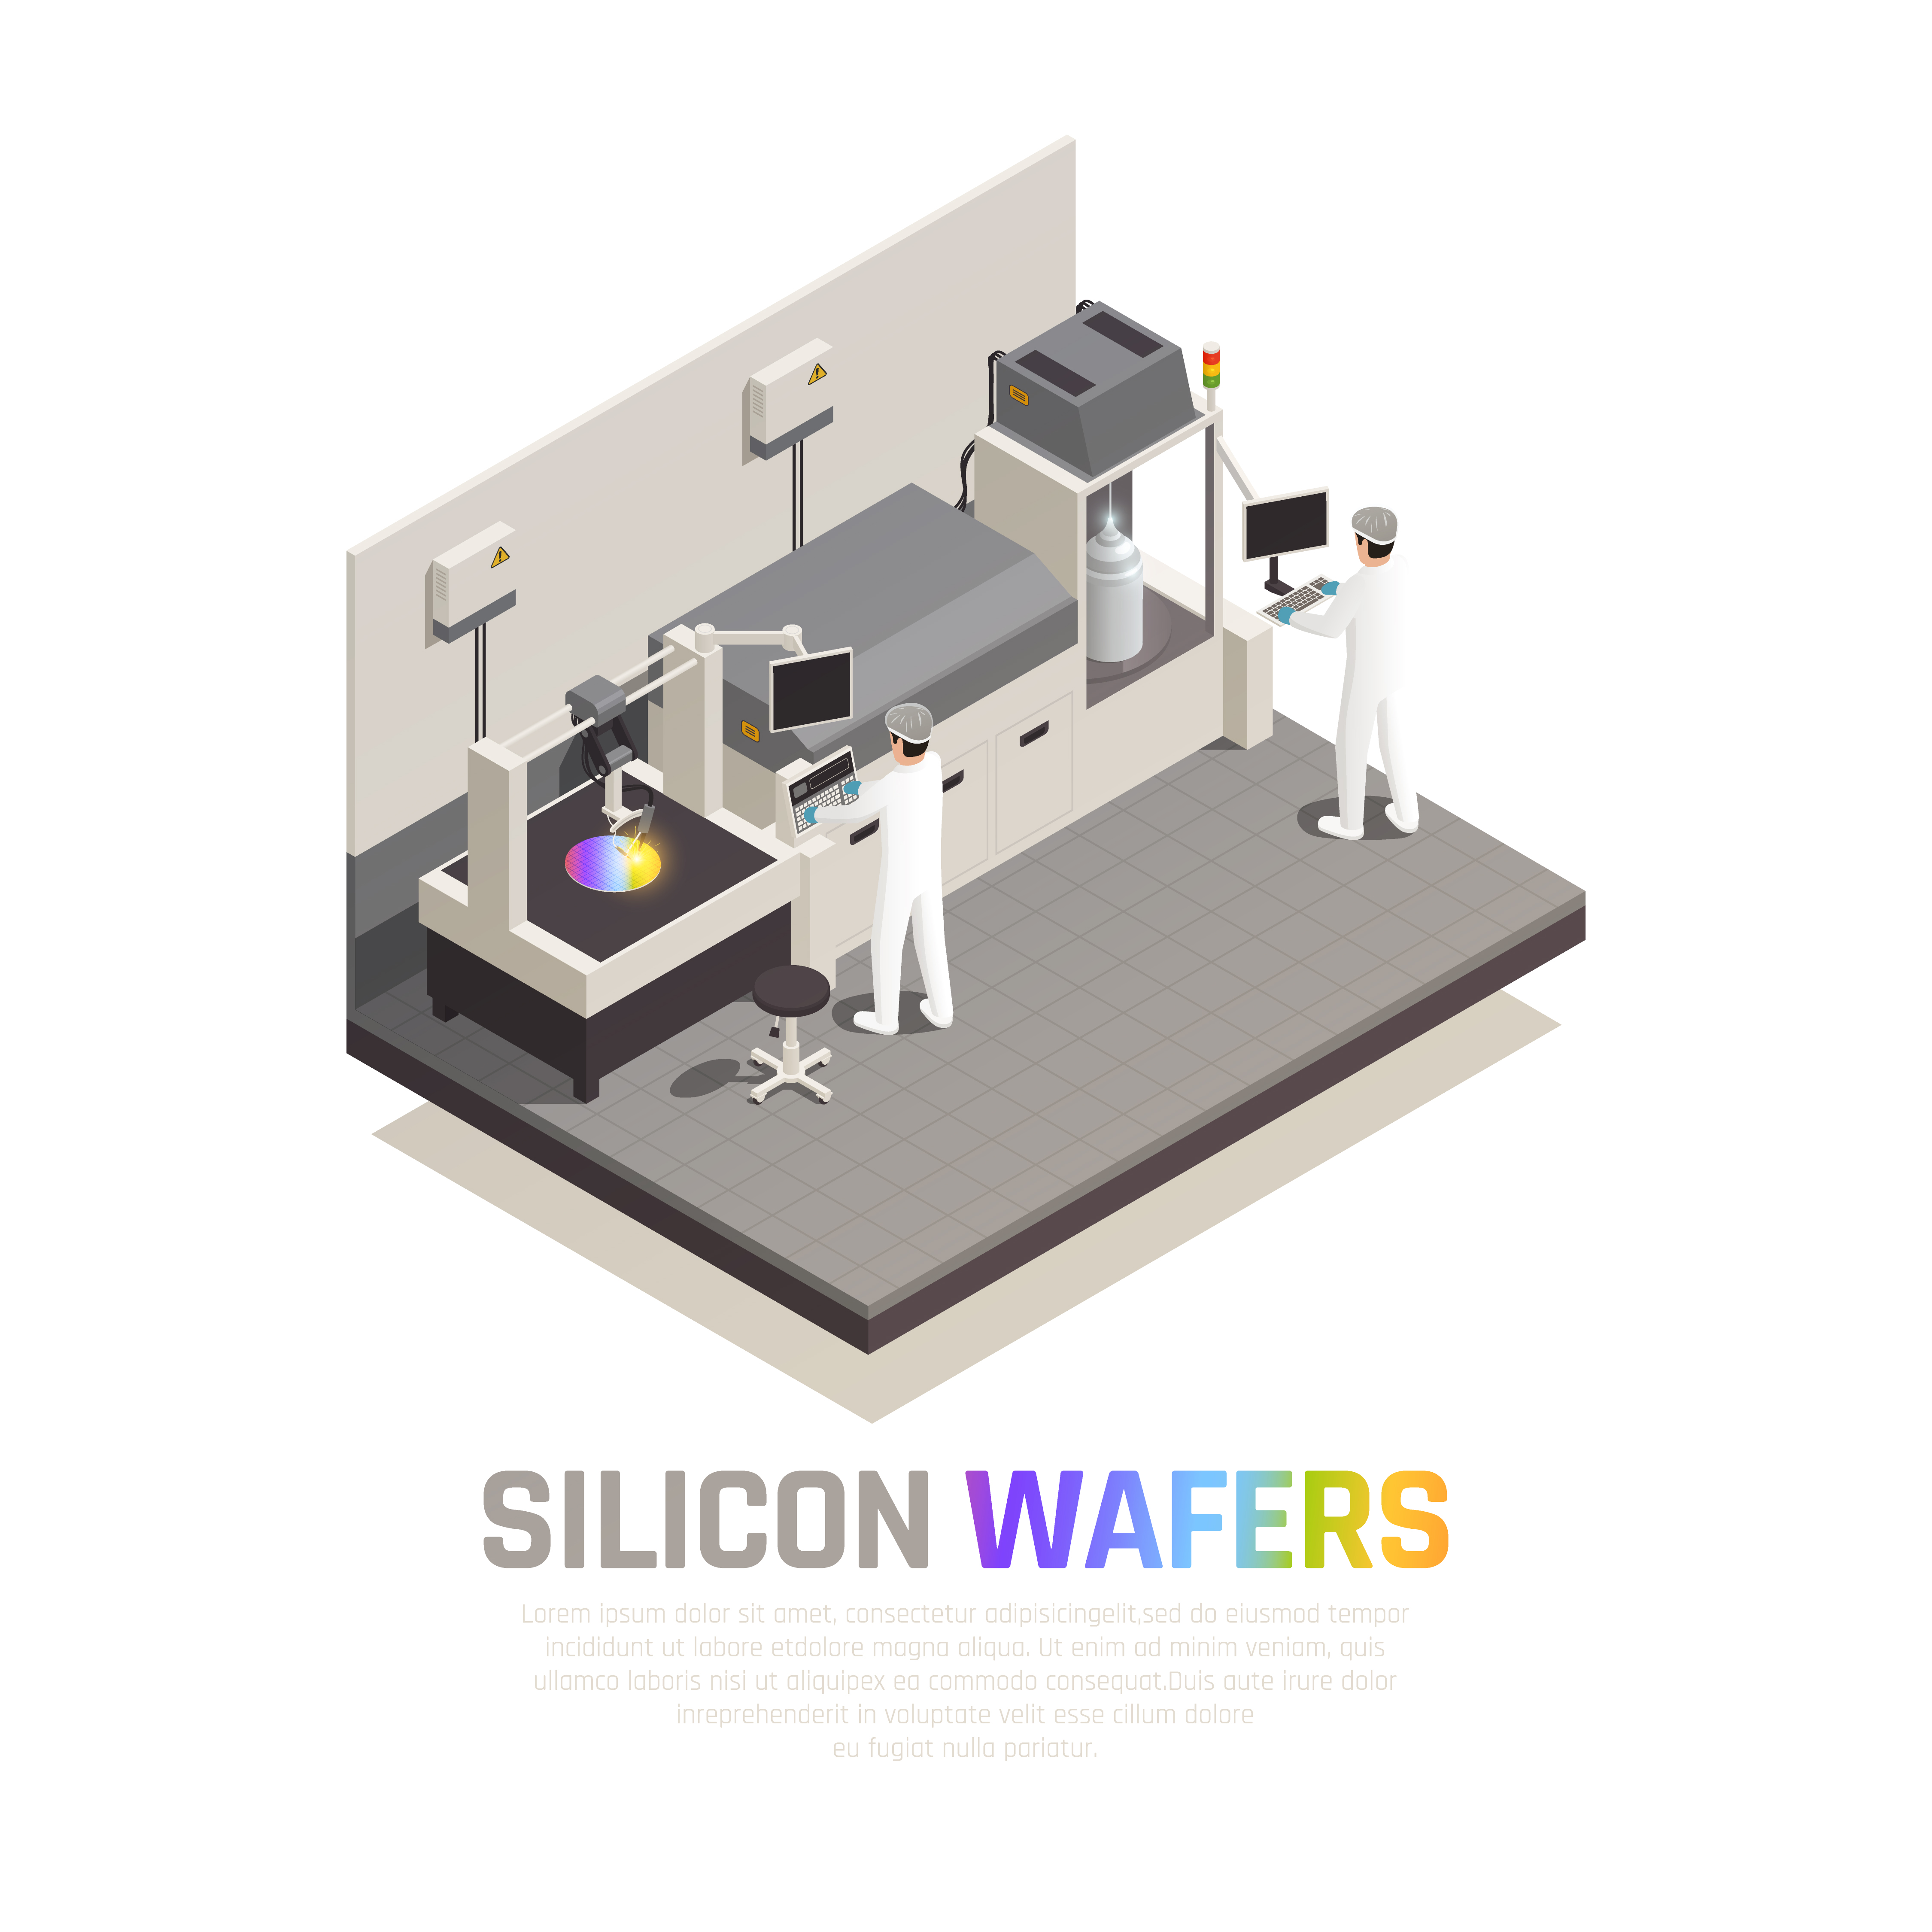 SILICON WAFERS
Lorem ipsum dolor sit amet, consectetur adipisicingelit,sed do eiusmod tempor
incididunt ut labore etdolore magna aliqua. Ut enim ad minim veniam, quis
ullamco laboris nisi ut aliquipex ea commodo consequat.Duis aute irure dolor
inreprehenderit in voluptate velit esse cillum dolore
eu fugiat nulla pariatur.